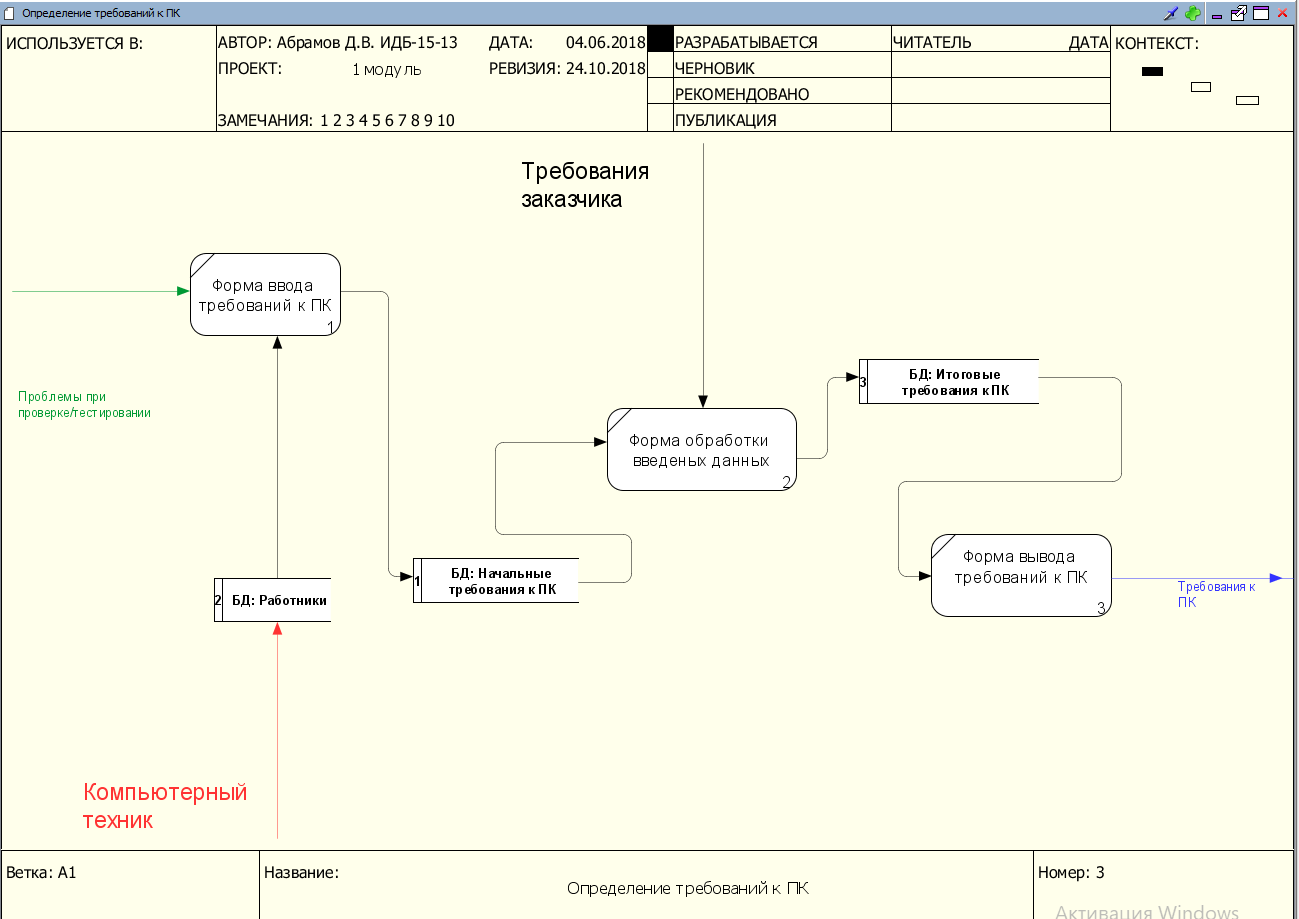 Определение требований к ПК
ИСПОЛЬЗУЕТСЯ В:
АВТОР: Абрамов Д.В. ИДБ-15-13
ДАТА: 04.06.2018
ПРОЕКТ: 1 модуль
РЕВИЗИЯ: 24.10.2018
ЗАМЕЧАНИЯ: 1 2 3 4 5 6 7 8 9 10
РАЗРАБАТЫВАЕТСЯ
ЧЕРНОВИК
РЕКОМЕНДОВАНО
ПУБЛИКАЦИЯ
ЧИТАТЕЛЬ ДАТА
КОНТЕКСТ:
Требования
заказчика
Форма ввода
требований к ПК
1
Проблемы при
проверке/тестировании
3
БД: Итоговые
требования к ПК
Форма обработки
введеных данных
2
Форма вывода
требований к ПК
3
1
БД: Начальные
требования к ПК
2 БД: Работники
Требования к
ПК
Компьютерный
техник
Ветка: A1
Название:
Определение требований к ПК
Номер: 3
Активация Windows